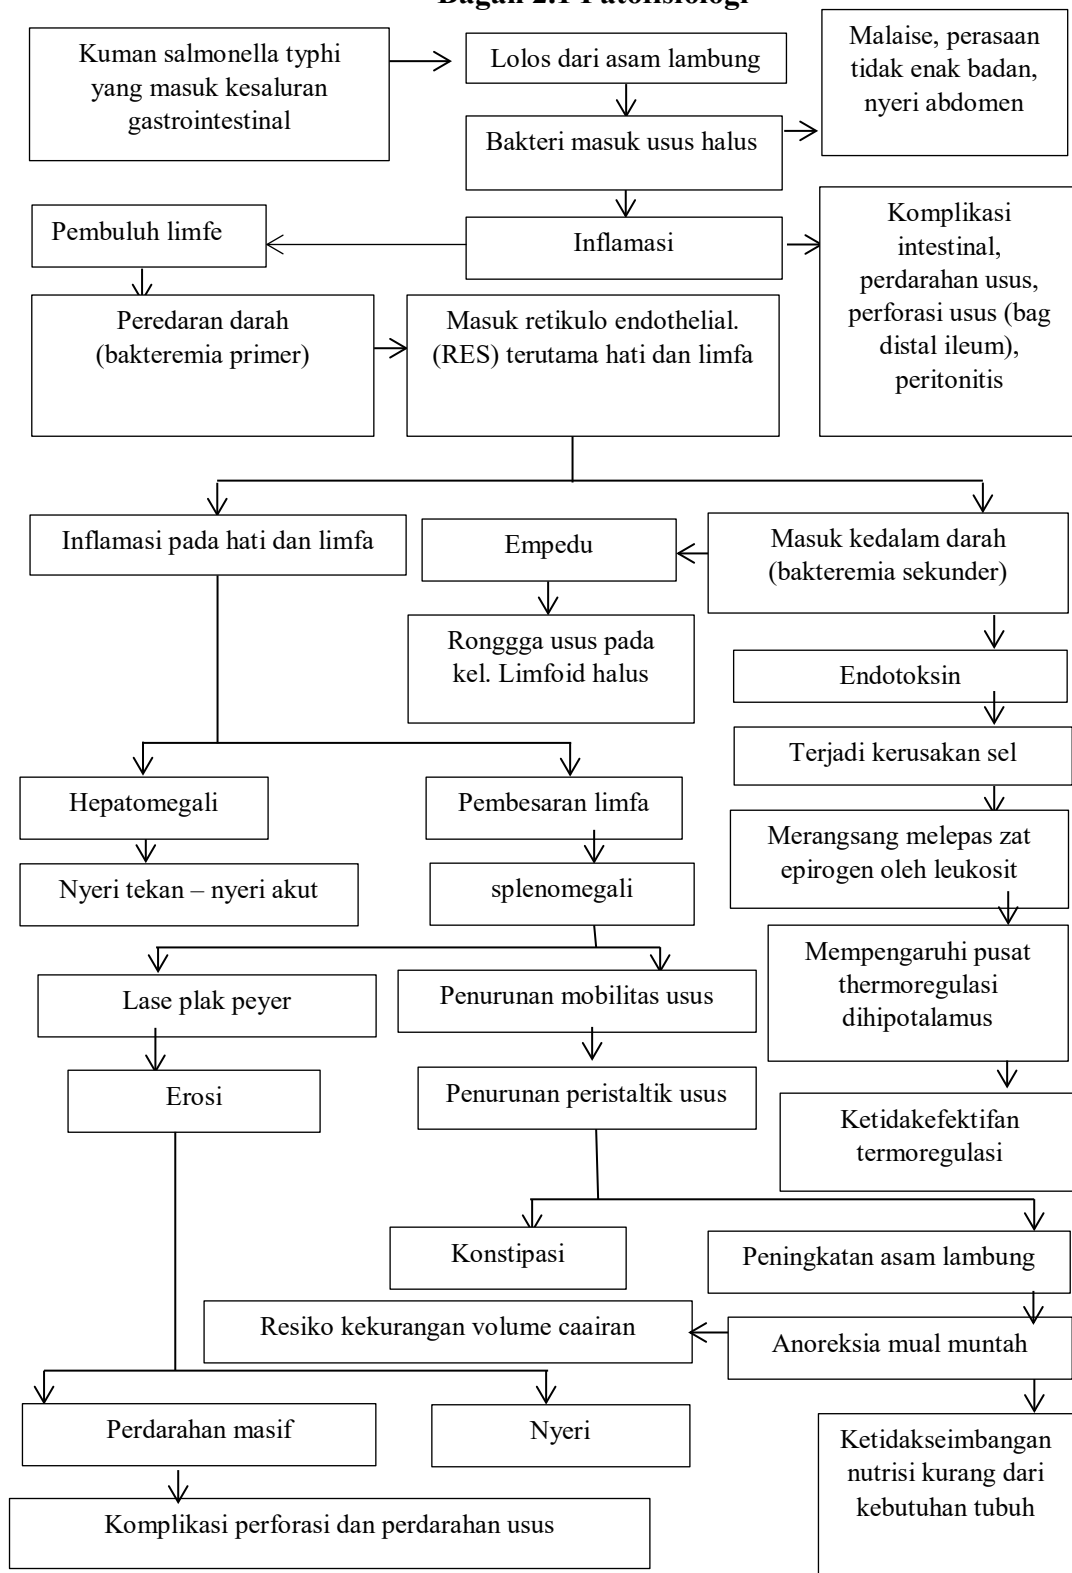 Bagan 2.1 Patofisiologi
Kuman salmonella typhi
yang masuk kesaluran
gastrointestinal
Lolos dari asam lambung
Malaise, perasaan
tidak enak badan,
nyeri abdomen
Bakteri masuk usus halus
Pembuluh limfe
Inflamasi
Komplikasi
intestinal,
perdarahan usus,
perforasi usus (bag
distal ileum),
peritonitis
Peredaran darah
(bakteremia primer)
Masuk retikulo endothelial.
(RES) terutama hati dan limfa
Inflamasi pada hati dan limfa
Empedu
Masuk kedalam darah
(bakteremia sekunder)
Ronggga usus pada
kel. Limfoid halus
Endotoksin
Terjadi kerusakan sel
Hepatomegali
Pembesaran limfa
Merangsang melepas zat
epirogen oleh leukosit
Nyeri tekan – nyeri akut
splenomegali
Mempengaruhi pusat
thermoregulasi
dihipotalamus
Lase plak peyer
Penurunan mobilitas usus
Erosi
Penurunan peristaltik usus
Ketidakefektifan
termoregulasi
Konstipasi
Peningkatan asam lambung
Resiko kekurangan volume caairan
Anoreksia mual muntah
Perdarahan masif
Nyeri
Ketidakseimbangan
nutrisi kurang dari
kebutuhan tubuh
Komplikasi perforasi dan perdarahan usus